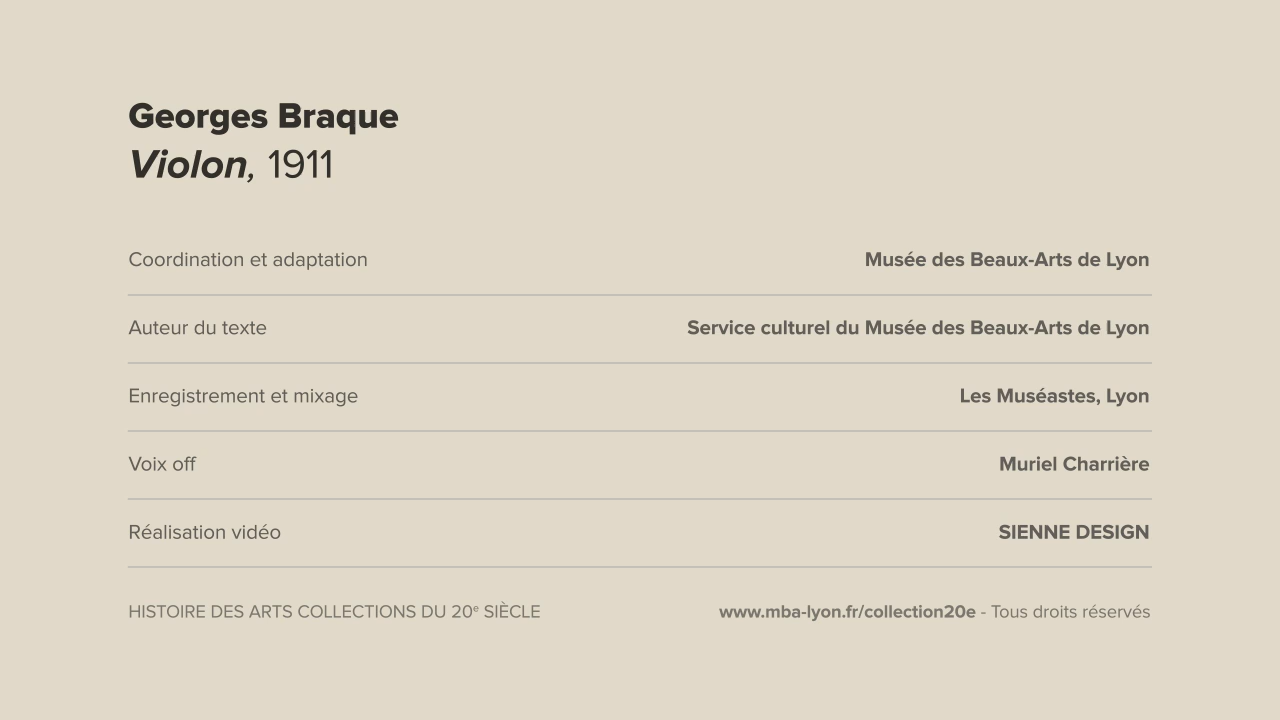 Georges Braque
Violon, 1911
Coordination et adaptation Musée des Beaux-Arts de Lyon
Auteur du texte Service culturel du Musée des Beaux-Arts de Lyon
Enregistrement et mixage Les Muséastes, Lyon
Voix off Muriel Charrière
Réalisation vidéo SIENNE DESIGN
HISTOIRE DES ARTS COLLECTIONS DU 20e SIÈCLE www.mba-lyon.fr/collection20e - Tous droits réservés